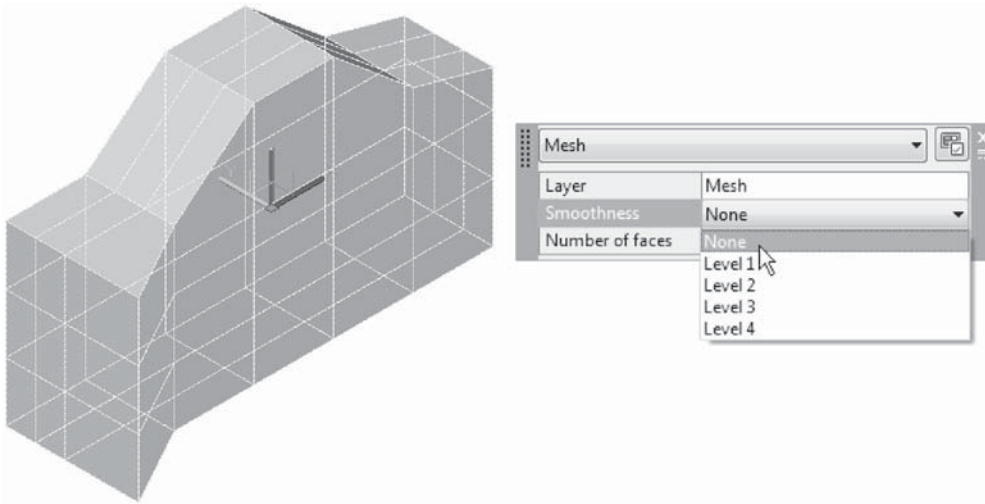 Mesh
Layer Mesh
Smoothness None
Number of faces None
Level 1
Level 2
Level 3
Level 4